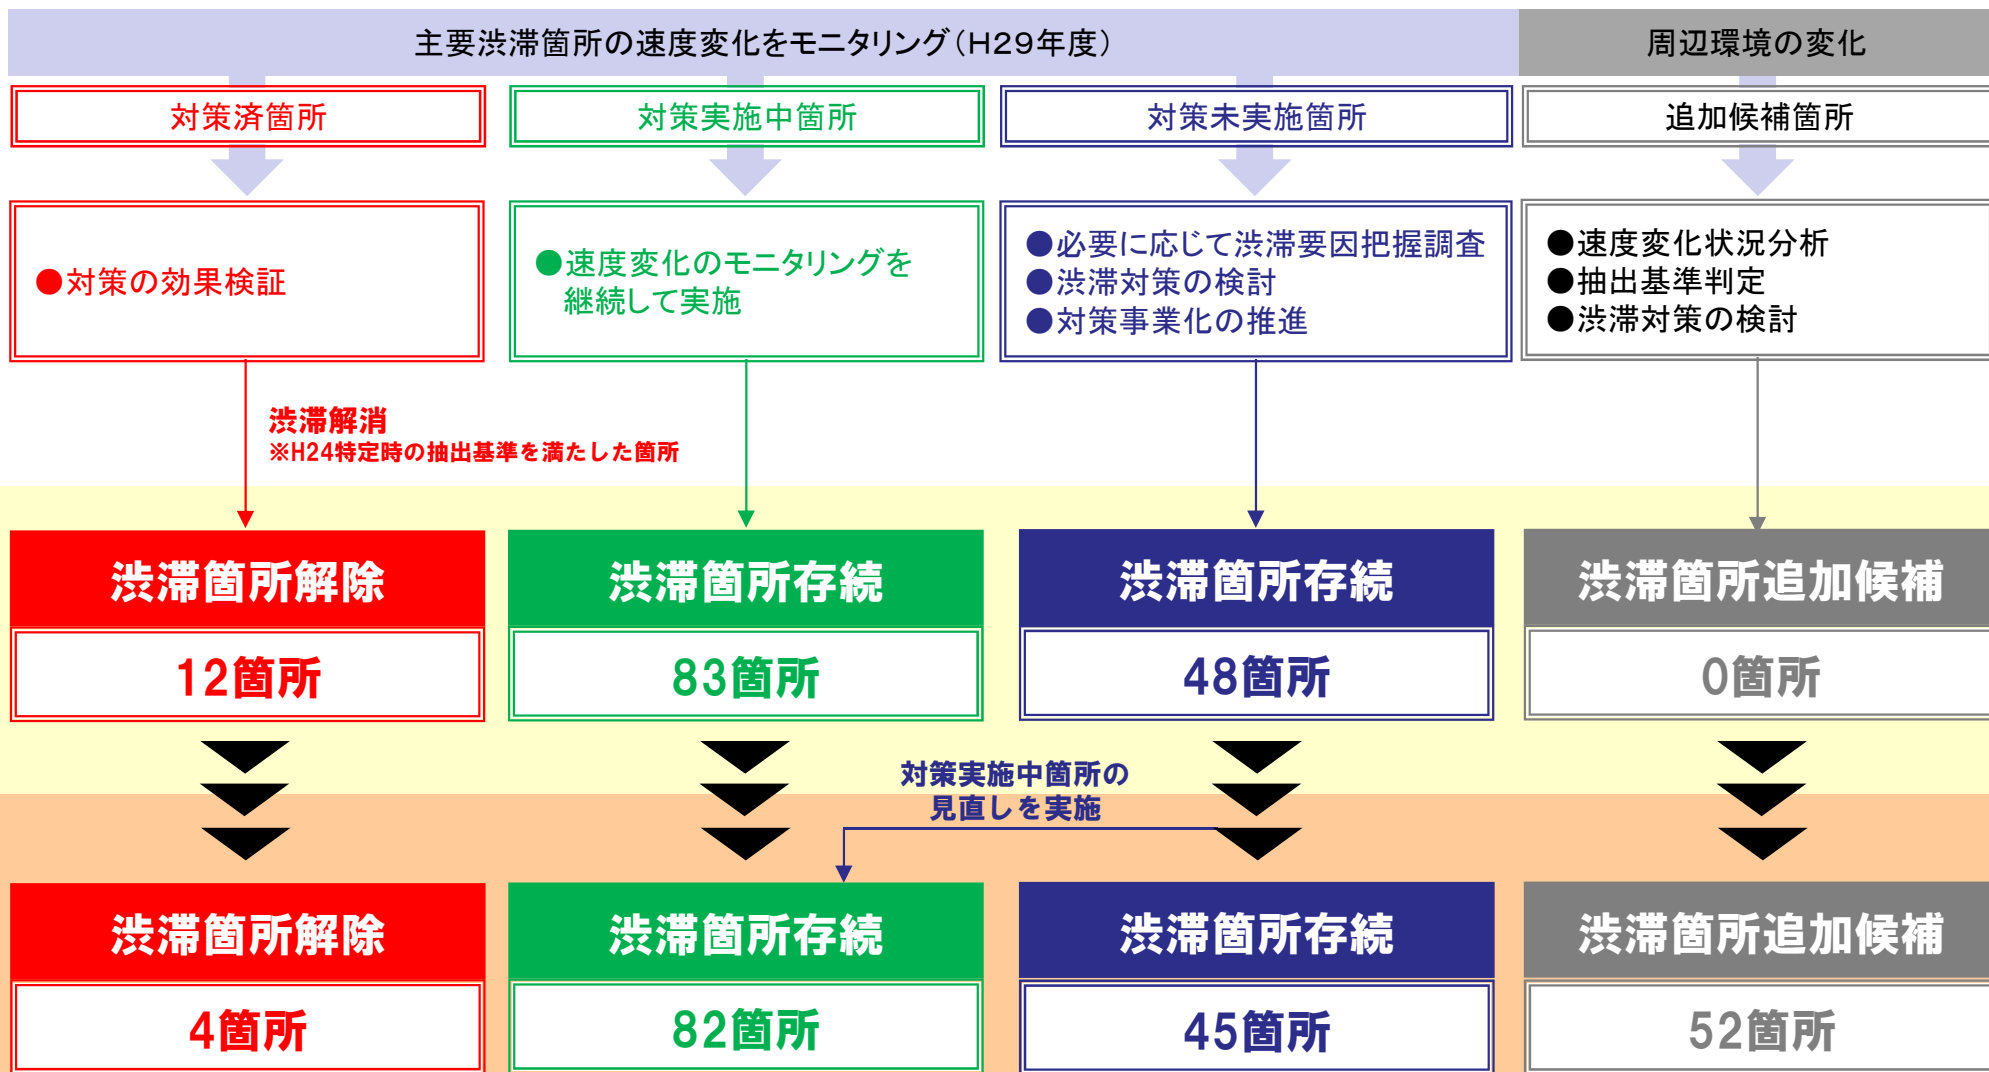 主要渋滞箇所の速度変化をモニタリング(H29年度)
周辺環境の変化
対策済箇所
対策実施中箇所
対策未実施箇所
追加候補箇所
●対策の効果検証
●速度変化のモニタリングを
継続して実施
●必要に応じて渋滞要因把握調査
●渋滞対策の検討
●対策事業化の推進
●速度変化状況分析
●抽出基準判定
●渋滞対策の検討
渋滞解消
※H24特定時の抽出基準を満たした箇所
渋滞箇所解除
渋滞箇所存続
渋滞箇所存続
渋滞箇所追加候補
12箇所
83箇所
48箇所
0箇所
対策実施中箇所の
見直しを実施
渋滞箇所解除
渋滞箇所存続
渋滞箇所存続
渋滞箇所追加候補
4箇所
82箇所
45箇所
52箇所